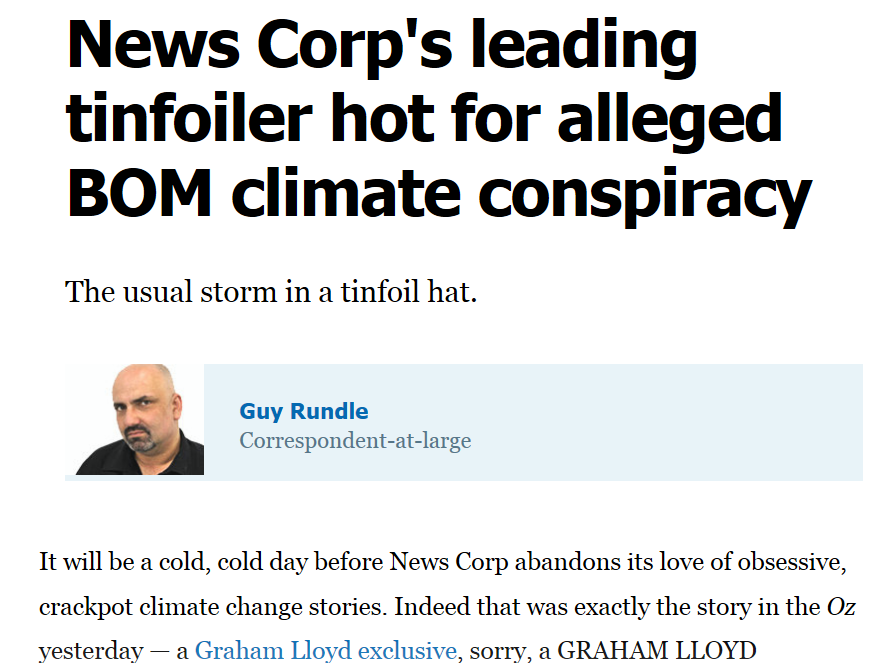 News Corp's leading
tinfoiler hot for alleged
BOM climate conspiracy
The usual storm in a tinfoil hat.
Guy Rundle
Correspondent-at-large
It will be a cold, cold day before News Corp abandons its love of obsessive,
crackpot climate change stories. Indeed that was exactly the story in the Oz
yesterday — a Graham Lloyd exclusive, sorry, a GRAHAM LLOYD